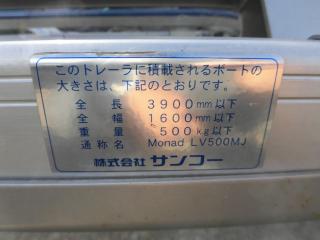 このトレーラに積載されるボートの
大きさは、下記のとおりです。
全長 3900mm以下
全幅 1600mm以下
重量 500kg以下
通称名 Monad LV500MJ
株式会社 サンコー